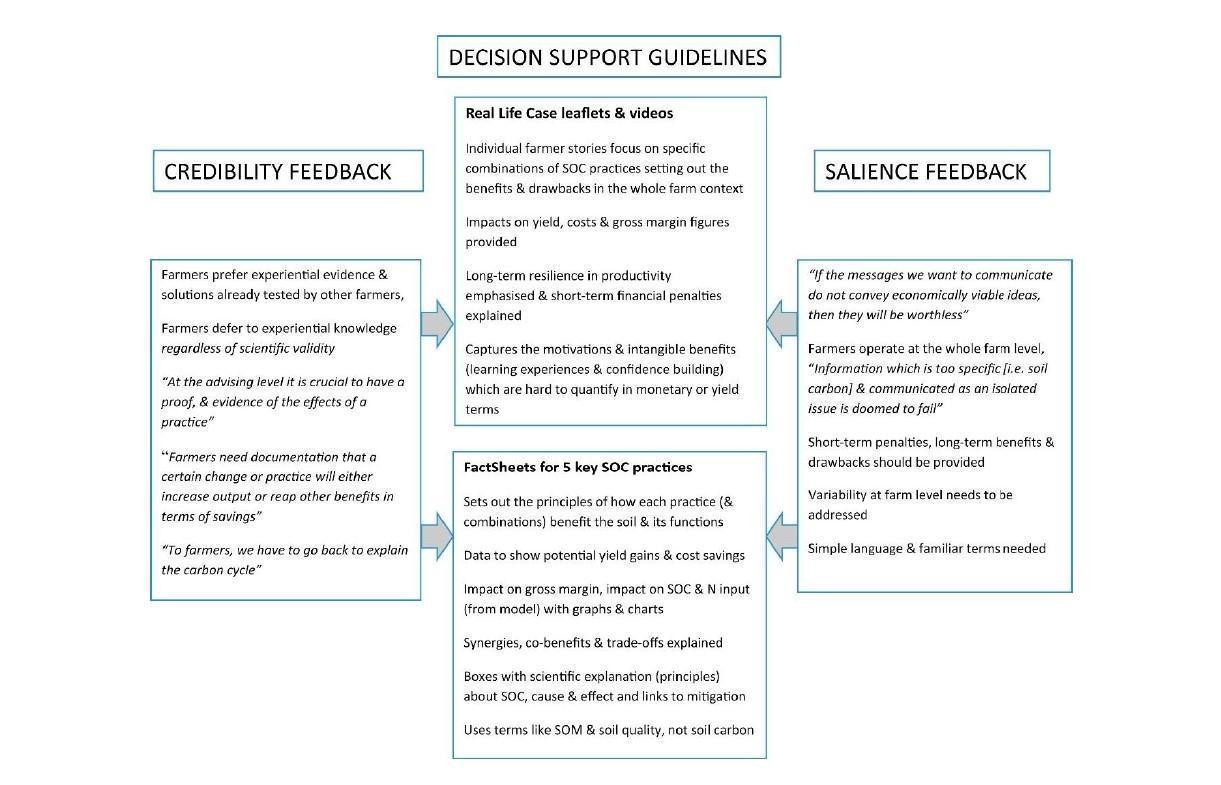 DECISION SUPPORT GUIDELINES
CREDIBILITY FEEDBACK
Farmers prefer experiential evidence &
solutions already tested by other farmers,
Farmers defer to experiential knowledge
regardless of scientific validity
“At the advising level it is crucial to have a
proof, & evidence of the effects of a
practice”
“Farmers need documentation that a
certain change or practice will either
increase output or reap other benefits in
terms of savings”
“To farmers, we have to go back to explain
the carbon cycle”
Real Life Case leaflets & videos
Individual farmer stories focus on specific
combinations of SOC practices setting out the
benefits & drawbacks in the whole farm context
Impacts on yield, costs & gross margin figures
provided
Long-term resilience in productivity
emphasised & short-term financial penalties
explained
Captures the motivations & intangible benefits
(learning experiences & confidence building)
which are hard to quantify in monetary or yield
terms
FactSheets for 5 key SOC practices
Sets out the principles of how each practice (&
combinations) benefit the soil & its functions
Data to show potential yield gains & cost savings
Impact on gross margin, impact on SOC & N input
(from model) with graphs & charts
Synergies, co-benefits & trade-offs explained
Boxes with scientific explanation (principles)
about SOC, cause & effect and links to mitigation
Uses terms like SOM & soil quality, not soil carbon
SALIENCE FEEDBACK
“If the messages we want to communicate
do not convey economically viable ideas,
then they will be worthless”
Farmers operate at the whole farm level,
“Information which is too specific [i.e. soil
carbon] & communicated as an isolated
issue is doomed to fail”
Short-term penalties, long-term benefits &
drawbacks should be provided
Variability at farm level needs to be
addressed
Simple language & familiar terms needed